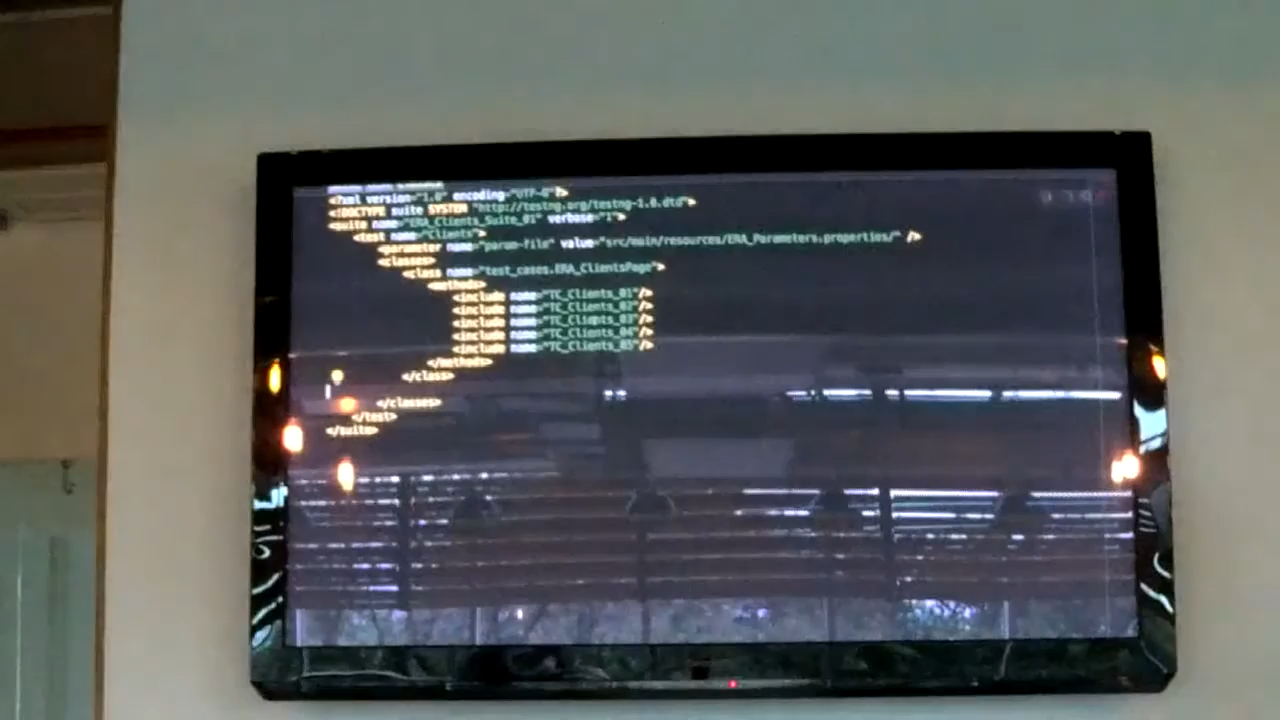 <?xml version="1.0" encoding="UTF-8"?>
<!DOCTYPE suite SYSTEM "http://testng.org/testng-1.0.dtd">
<suite name="ERA_Clients_Suite_01" verbose="1">
<test name="Clients">
<parameter name="param-file" value="src/main/resources/ERA_Parameters.properties/" />
<classes>
<class name="test_cases.ERA_ClientsPage">
<methods>
<include name="TC_Clients_01"/>
<include name="TC_Clients_02"/>
<include name="TC_Clients_03"/>
<include name="TC_Clients_04"/>
<include name="TC_Clients_05"/>
</methods>
</class>
</classes>
</test>
</suite>